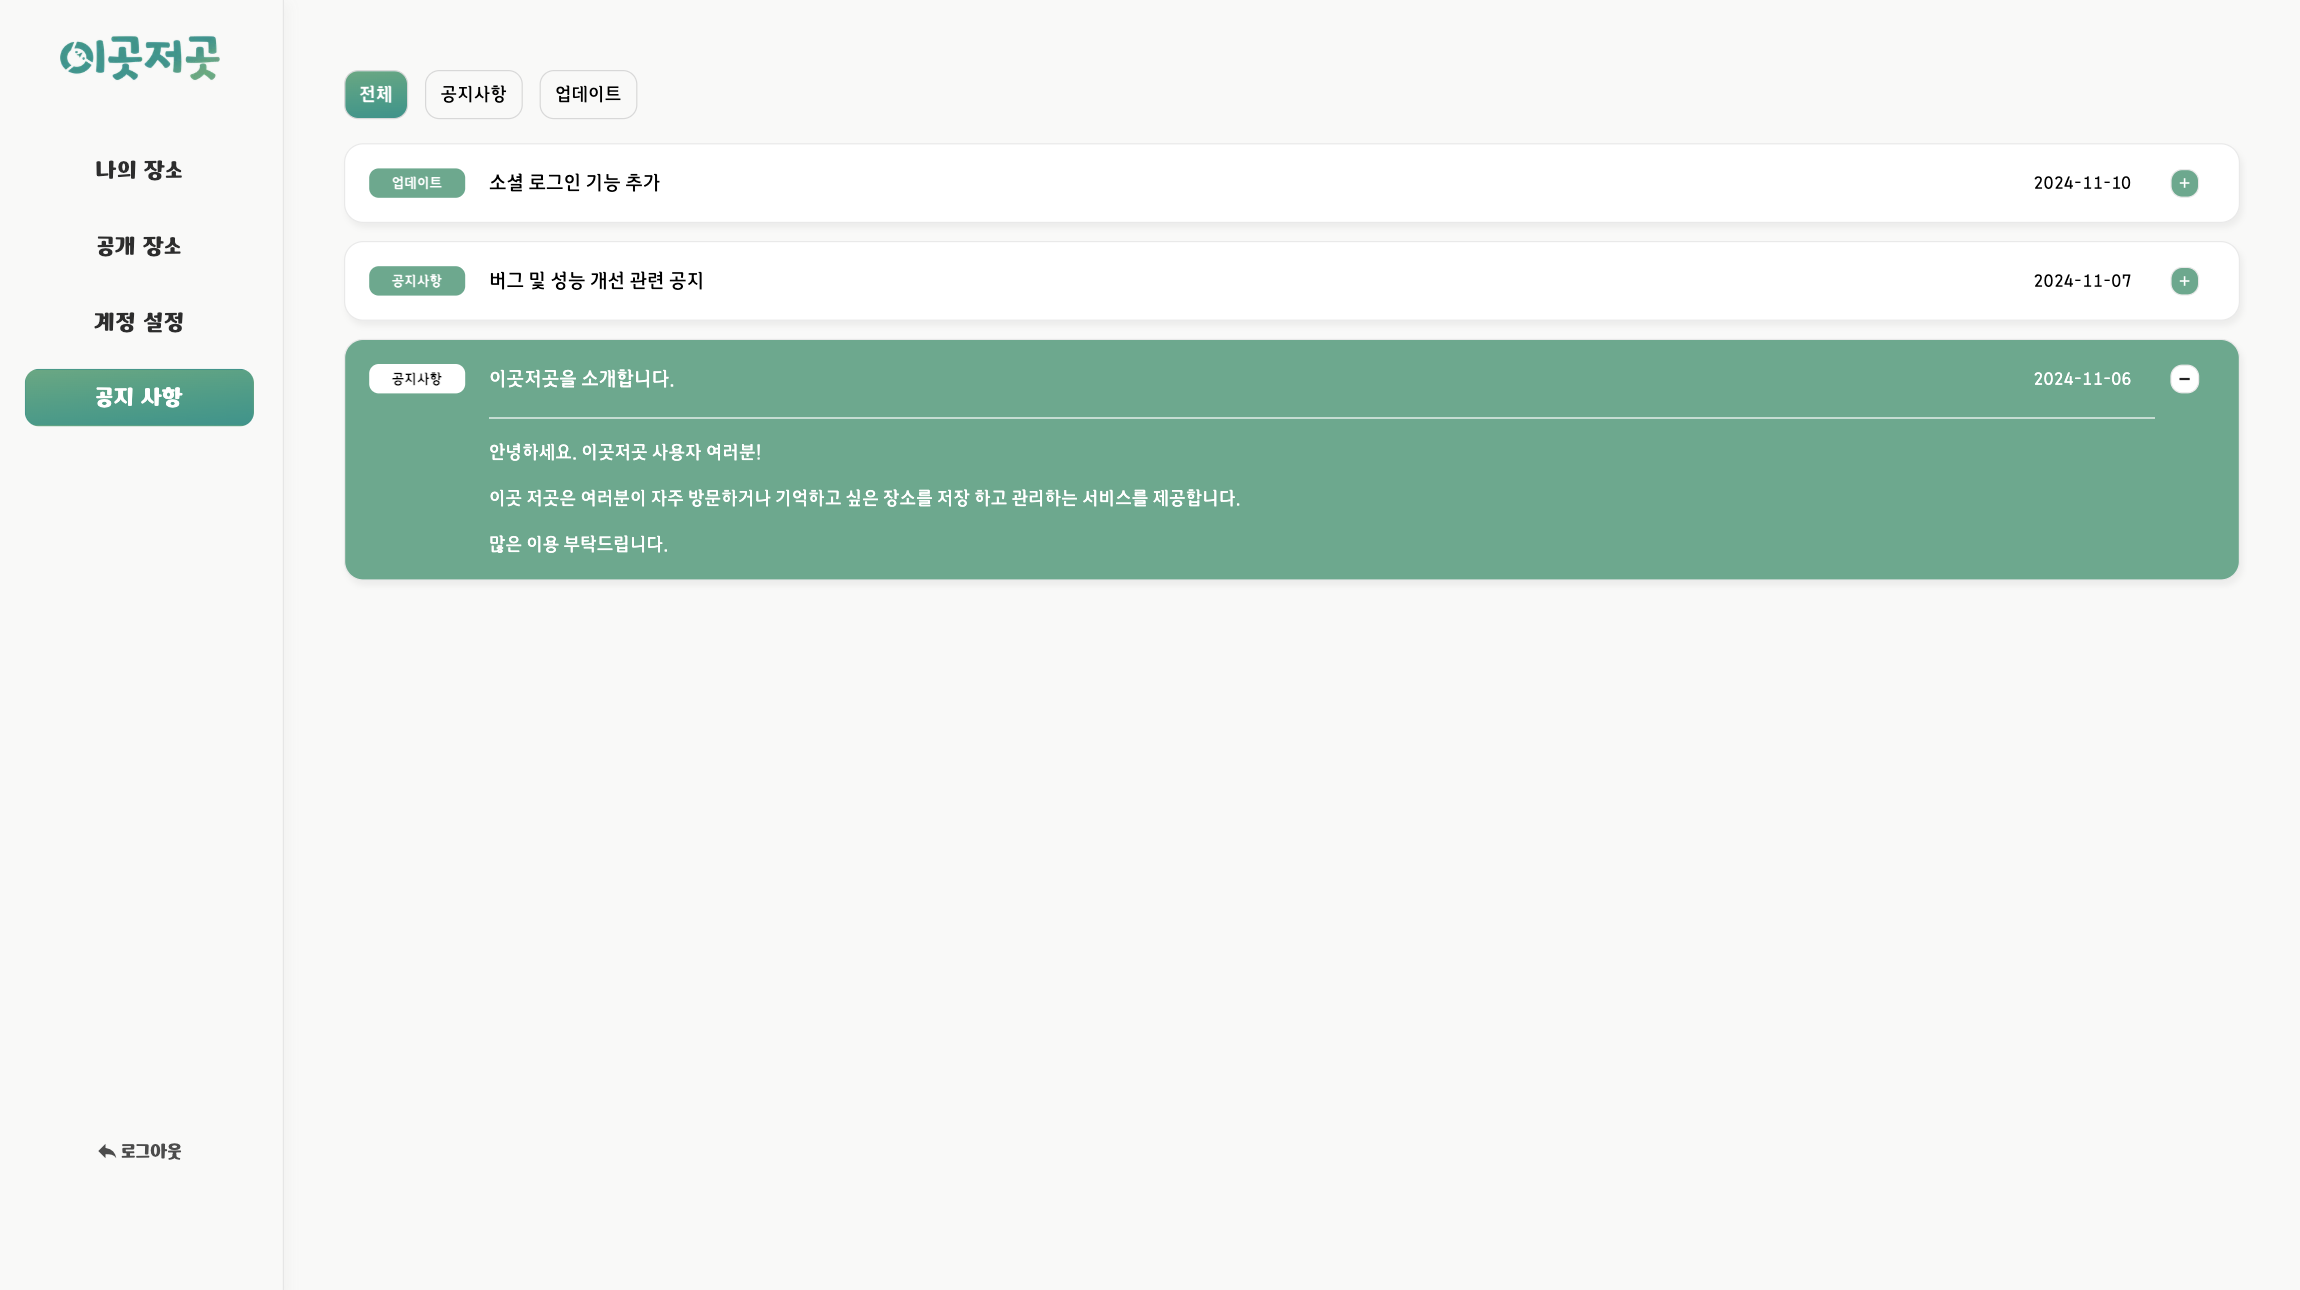 이곳저곳
나의 장소
공개 장소
계정 설정
공지 사항
로그아웃
전체 공지사항 업데이트
업데이트 소셜 로그인 기능 추가 2024-11-10
공지사항 버그 및 성능 개선 관련 공지 2024-11-07
공지사항 이곳저곳을 소개합니다. 2024-11-06
안녕하세요. 이곳저곳 사용자 여러분!
이곳 저곳은 여러분이 자주 방문하거나 기억하고 싶은 장소를 저장 하고 관리하는 서비스를 제공합니다.
많은 이용 부탁드립니다.